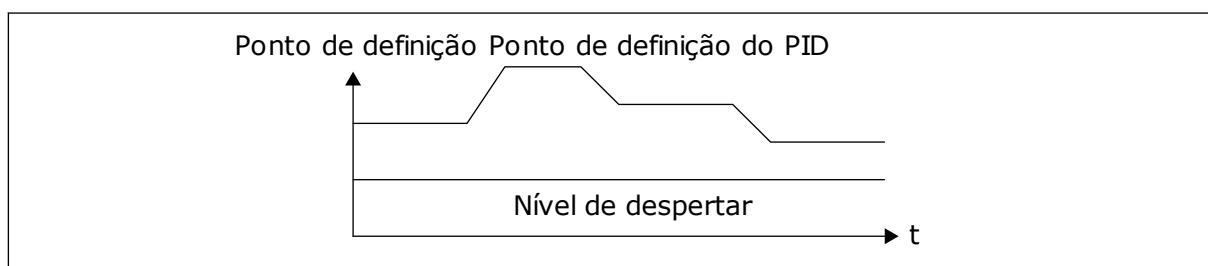 Ponto de definição Ponto de definição do PID
Nível de despertar
t